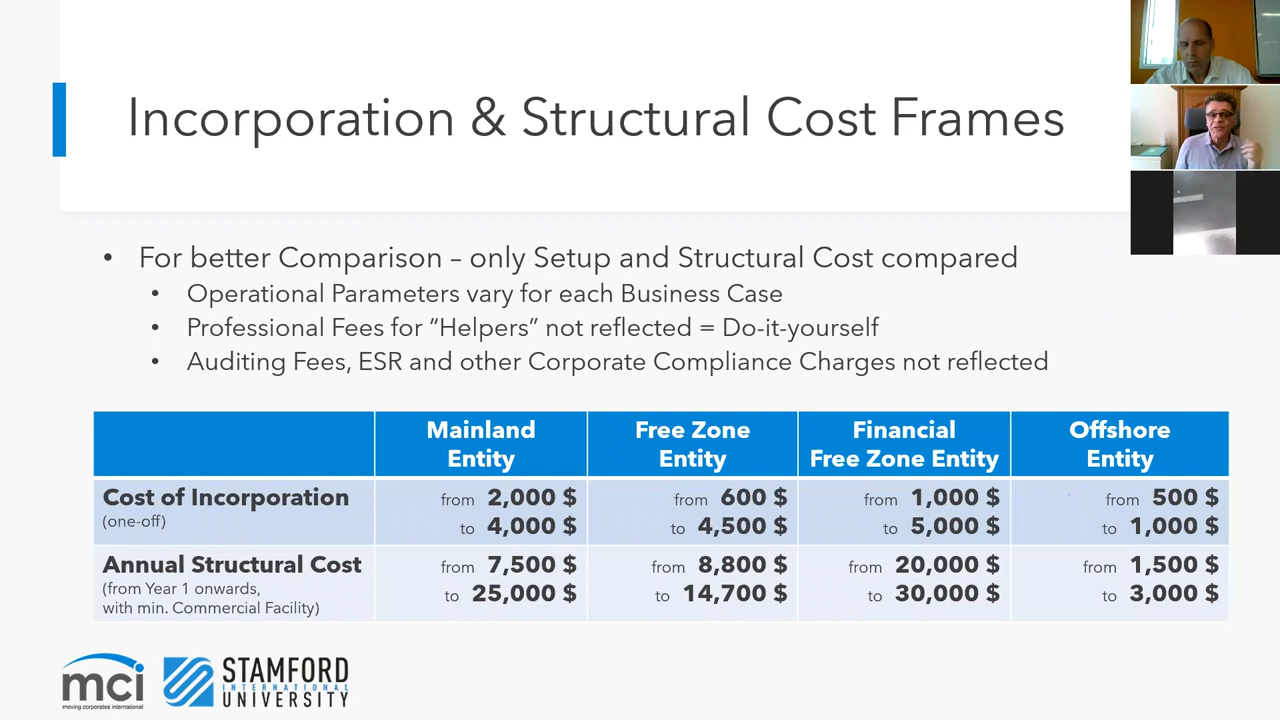 Incorporation & Structural Cost Frames
• For better Comparison – only Setup and Structural Cost compared
• Operational Parameters vary for each Business Case
• Professional Fees for “Helpers” not reflected = Do-it-yourself
• Auditing Fees, ESR and other Corporate Compliance Charges not reflected
Mainland Entity
Free Zone Entity
Financial Free Zone Entity
Offshore Entity
Cost of Incorporation
(one-off)
from 2,000 $
to 4,000 $
from 600 $
to 4,500 $
from 1,000 $
to 5,000 $
from 500 $
to 1,000 $
Annual Structural Cost
(from Year 1 onwards,
with min. Commercial Facility)
from 7,500 $
to 25,000 $
from 8,800 $
to 14,700 $
from 20,000 $
to 30,000 $
from 1,500 $
to 3,000 $
mci
moving corporates international
STAMFORD
INTERNATIONAL
UNIVERSITY